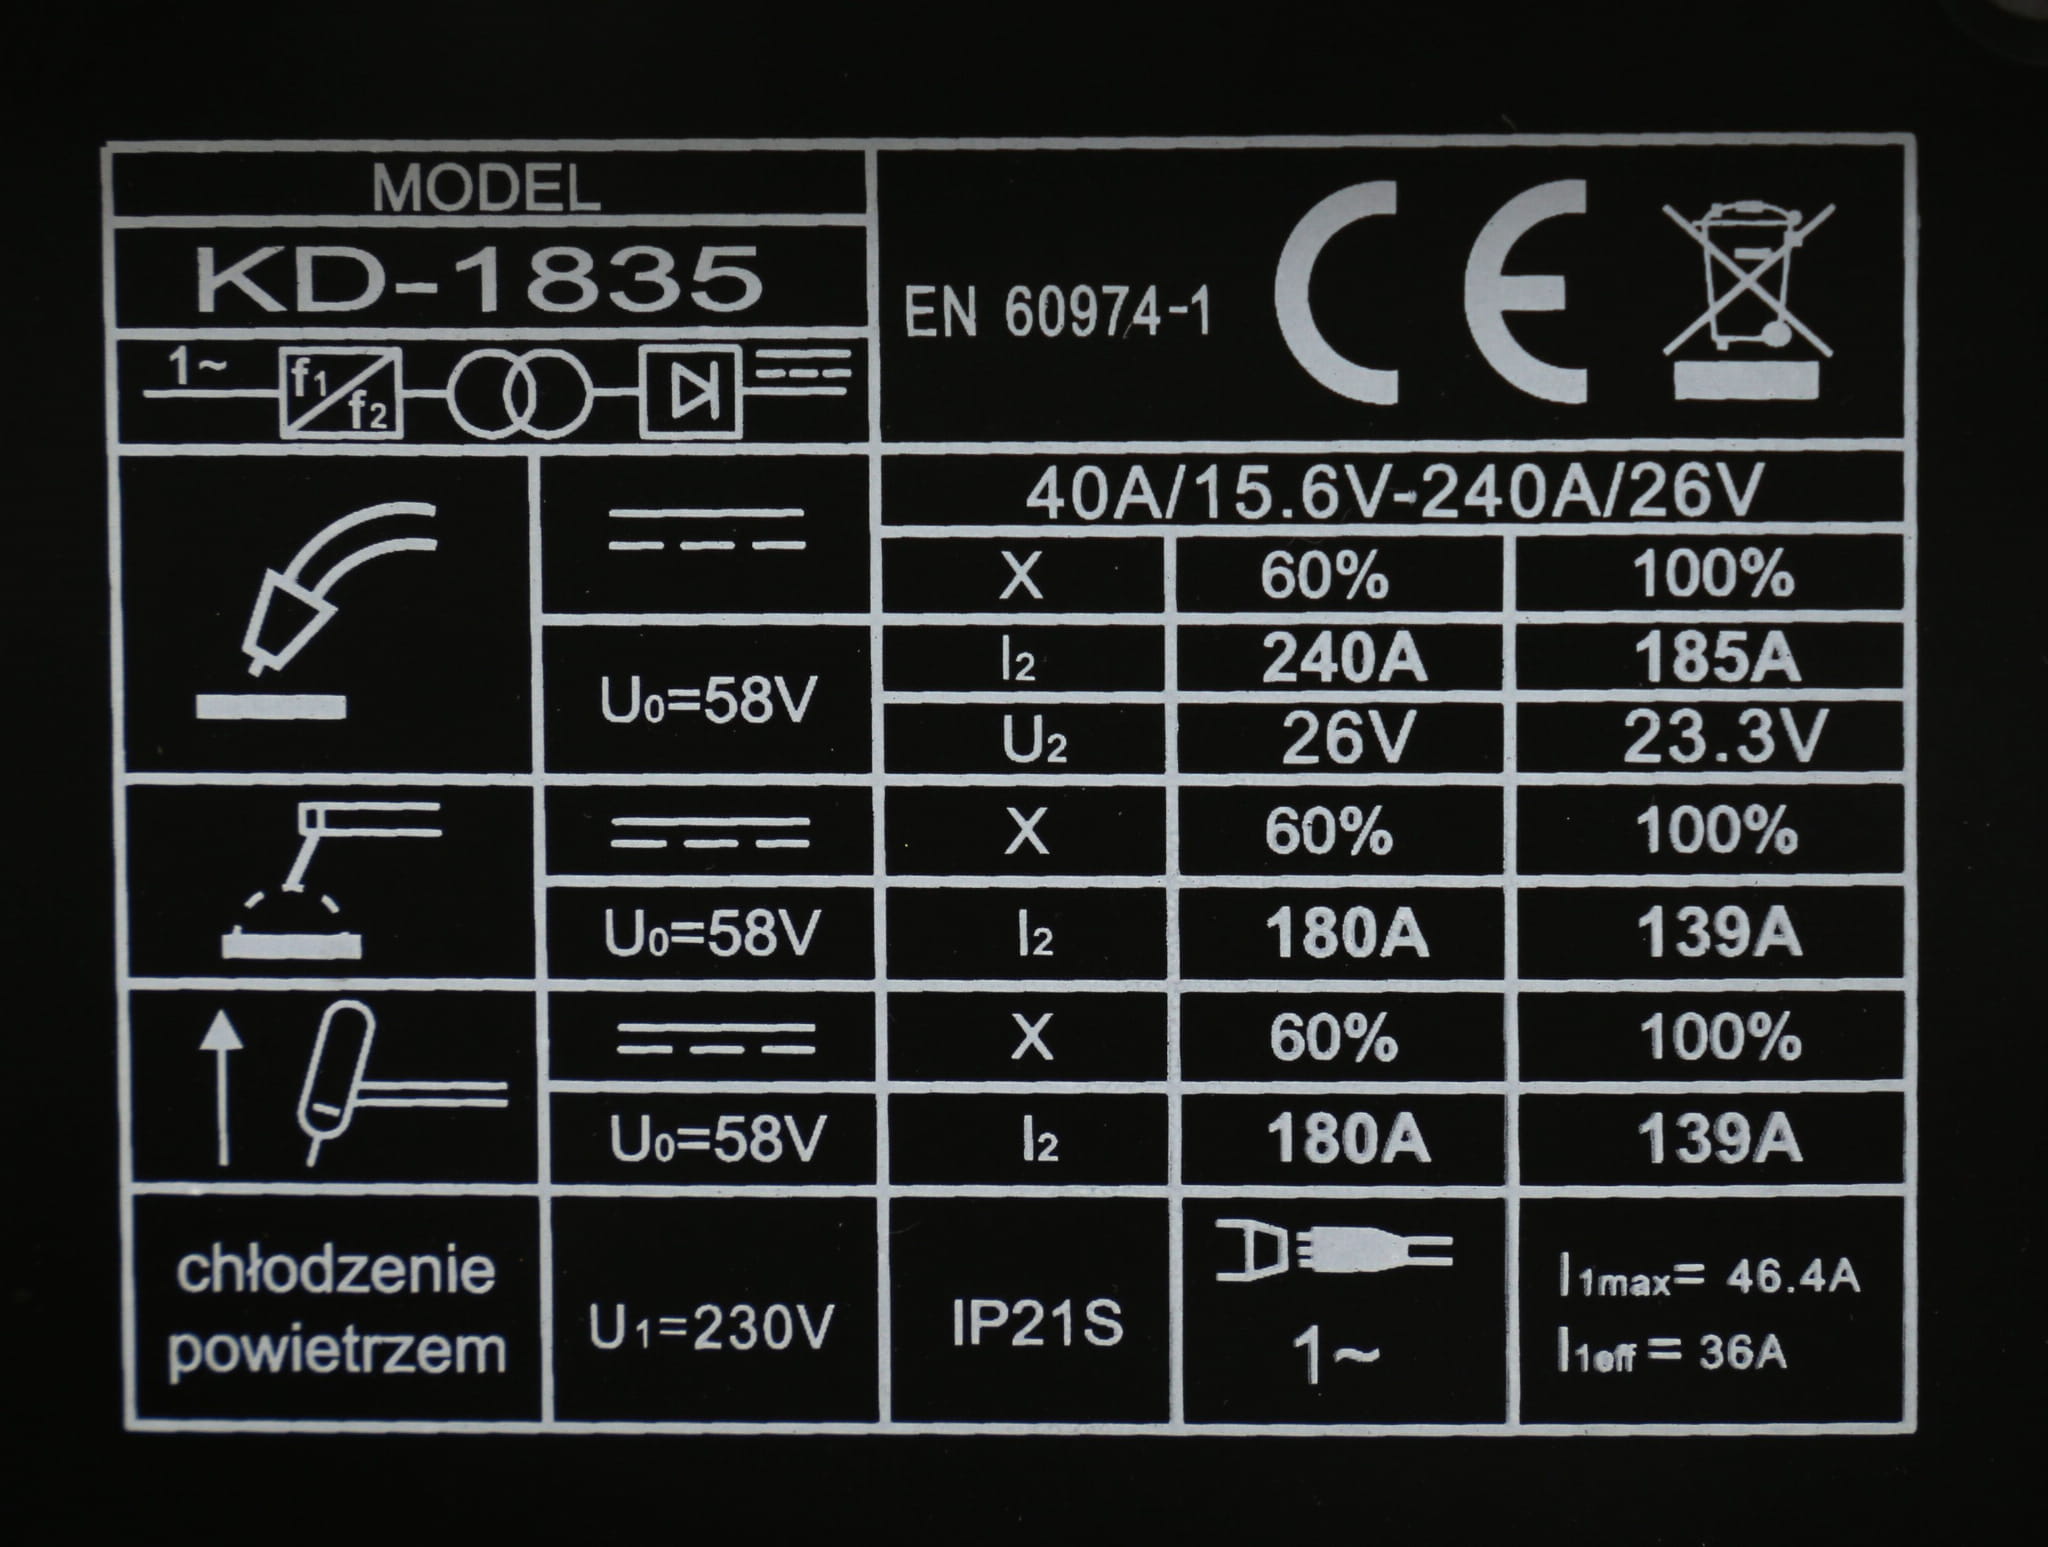 MODEL
KD-1835
EN 60974-1
CE
1~
f1
f2
40A/15.6V-240A/26V
X 60% 100%
I2 240A 185A
U0=58V
U2 26V 23.3V
X 60% 100%
U0=58V I2 180A 139A
X 60% 100%
U0=58V I2 180A 139A
chłodzenie
powietrzem
U1=230V
IP21S
1~
I1max= 46.4A
I1eff = 36A